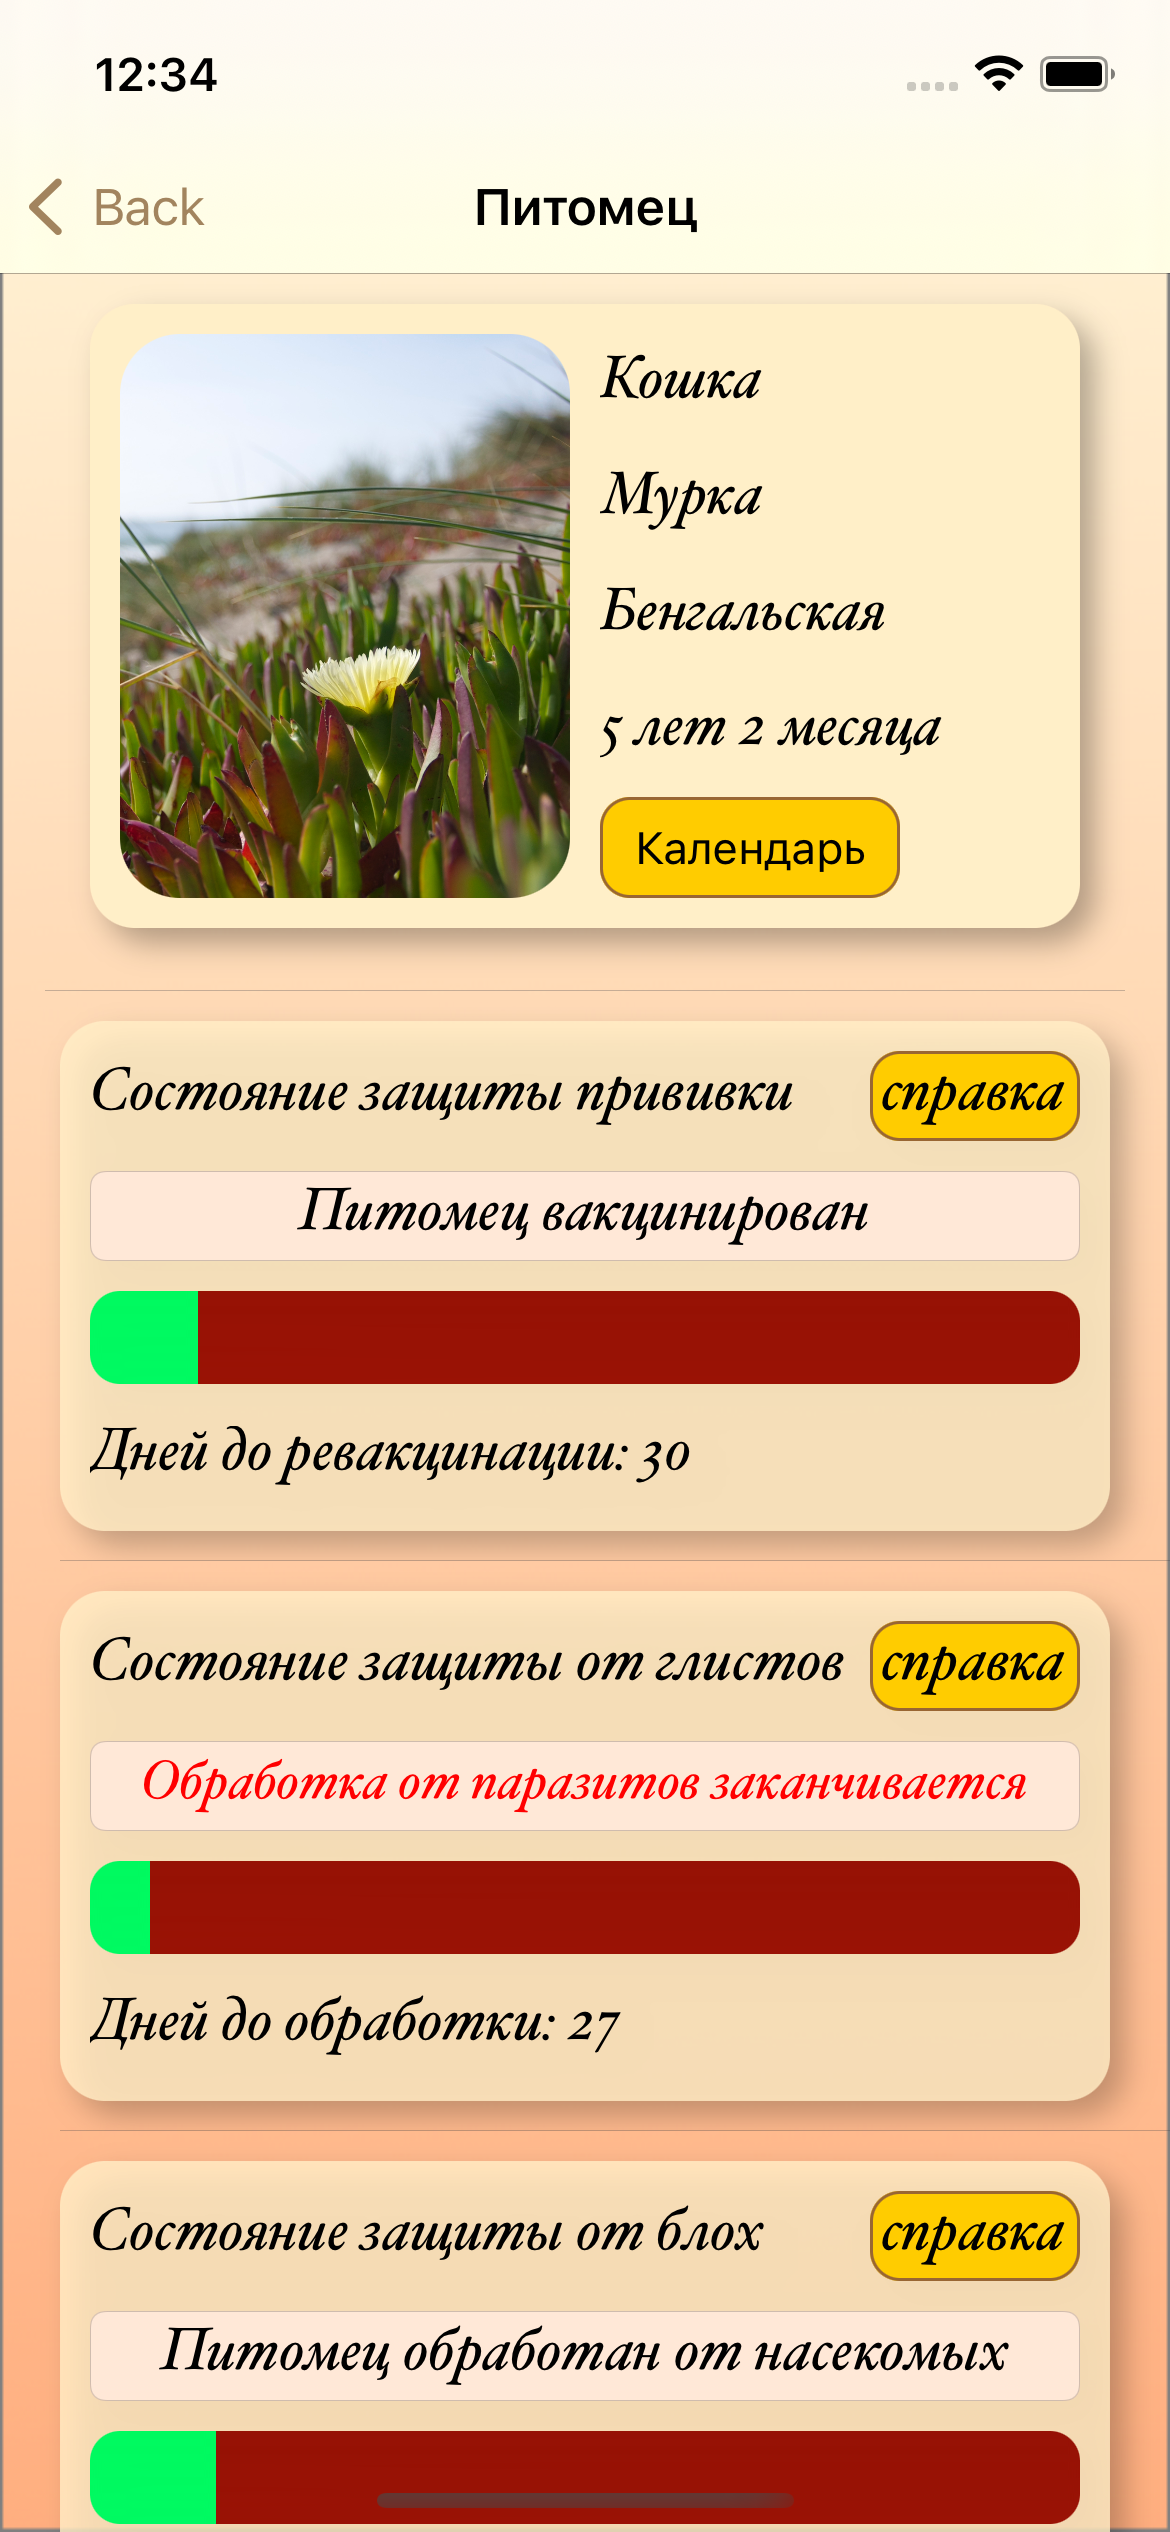 12:34
Back
Питомец
Кошка
Мурка
Бенгальская
5 лет 2 месяца
Календарь
Состояние защиты прививки
справка
Питомец вакцинирован
Дней до ревакцинации: 30
Состояние защиты от глистов
справка
Обработка от паразитов заканчивается
Дней до обработки: 27
Состояние защиты от блох
справка
Питомец обработан от насекомых